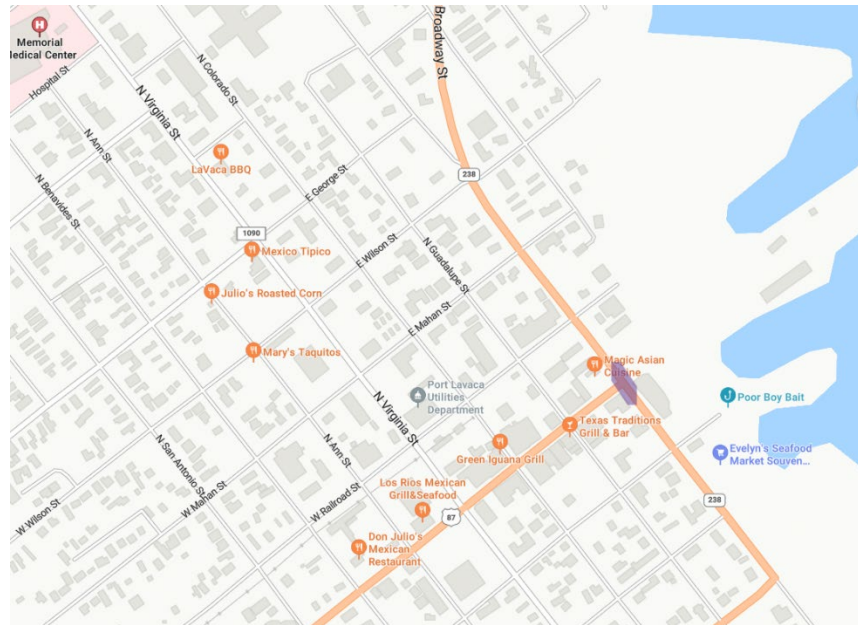 Memorial
Medical Center
Hospital St
N Virginia St
N Colorado St
Broadway St
N Ann St
N Benavides St
LaVaca BBQ
E George St
238
1090
Mexico Tipico
E Wilson St
N Guadalupe St
Julio's Roasted Corn
E Mahan St
Mary's Taquitos
Magic Asian
Cuisine
Port Lavaca
Utilities
Department
Poor Boy Bait
N Virginia St
Texas Traditions
Grill & Bar
N San Antonio St
N Ann St
Green Iguana Grill
Evelyn's Seafood
Market Souven...
Los Rios Mexican
Grill&Seafood
W Wilson St
W Mahan St
W Railroad St
238
87
Don Julio's
Mexican
Restaurant